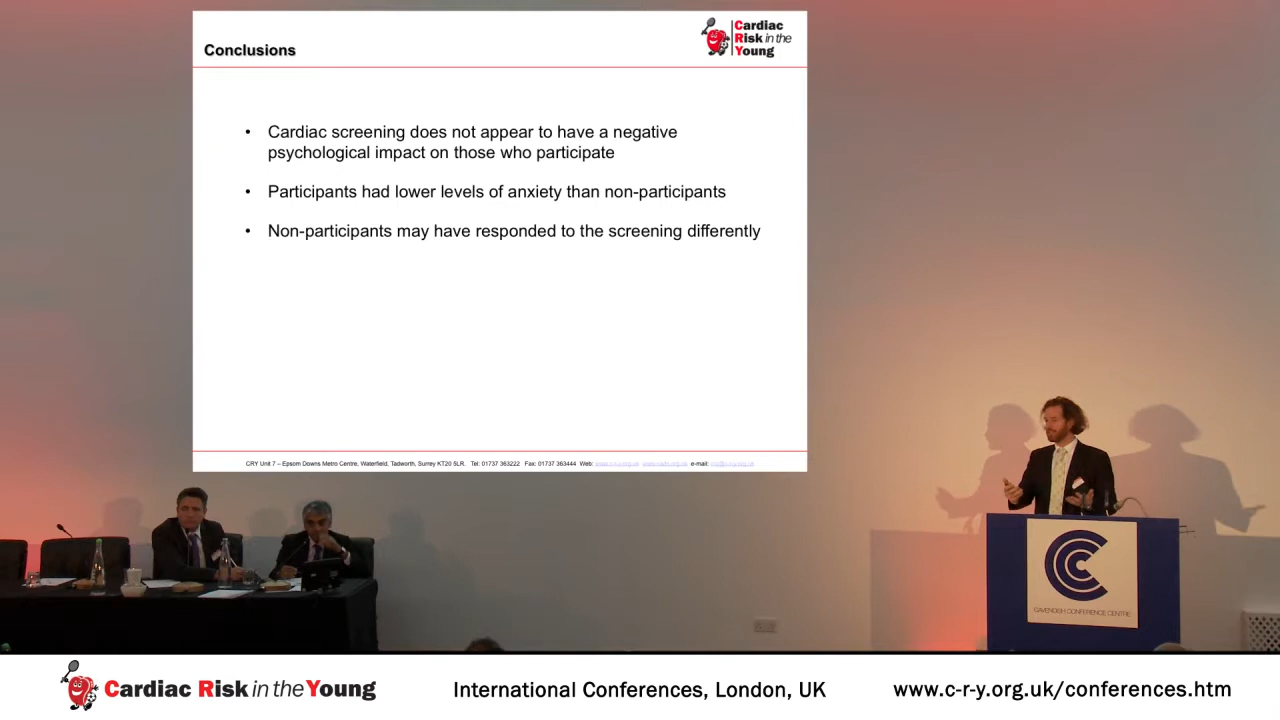 Conclusions
Cardiac
Risk in the
Young
• Cardiac screening does not appear to have a negative
psychological impact on those who participate
• Participants had lower levels of anxiety than non-participants
• Non-participants may have responded to the screening differently
CRY Unit 7 – Epsom Downs Metro Centre, Waterfield, Tadworth, Surrey KT20 5LR. Tel: 01737 363222 Fax: 01737 363444 Web: e-mail:
CAVENDISH CONFERENCE CENTRE
Cardiac Risk in the Young
International Conferences, London, UK
www.c-r-y.org.uk/conferences.htm